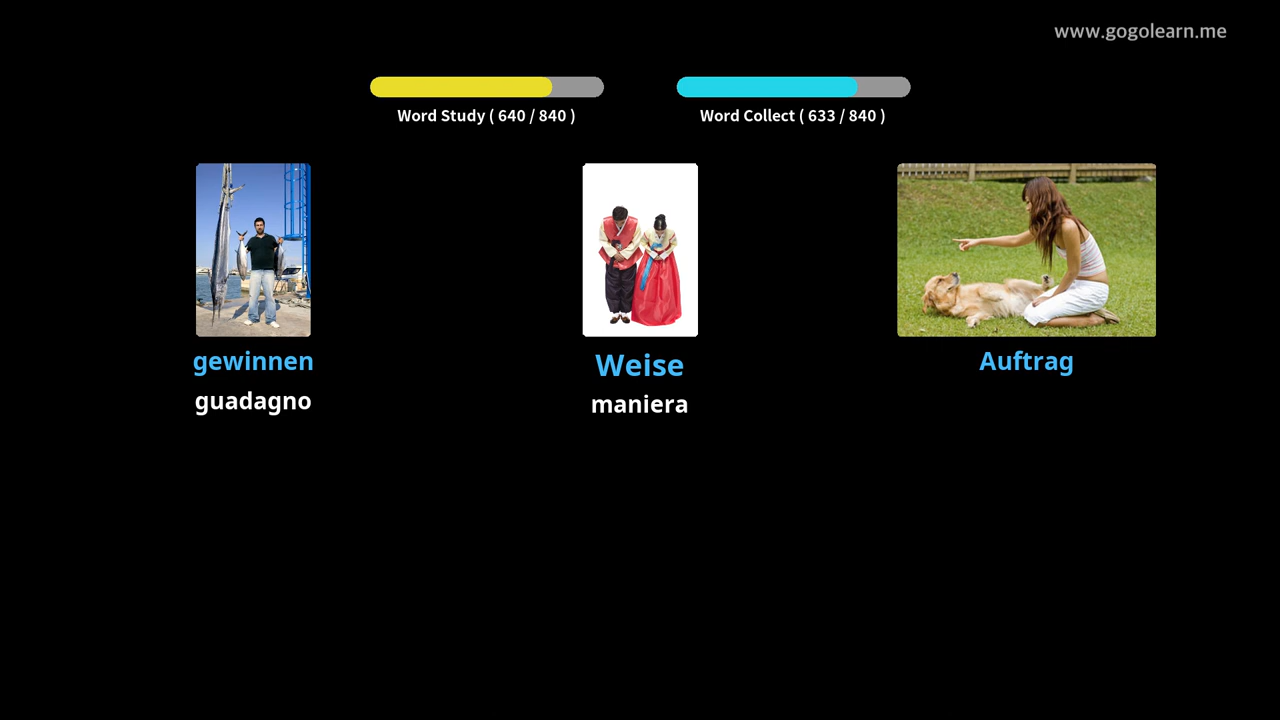 www.gogolearn.me
Word Study ( 640 / 840 )
Word Collect ( 633 / 840 )
gewinnen
guadagno
Weise
maniera
Auftrag